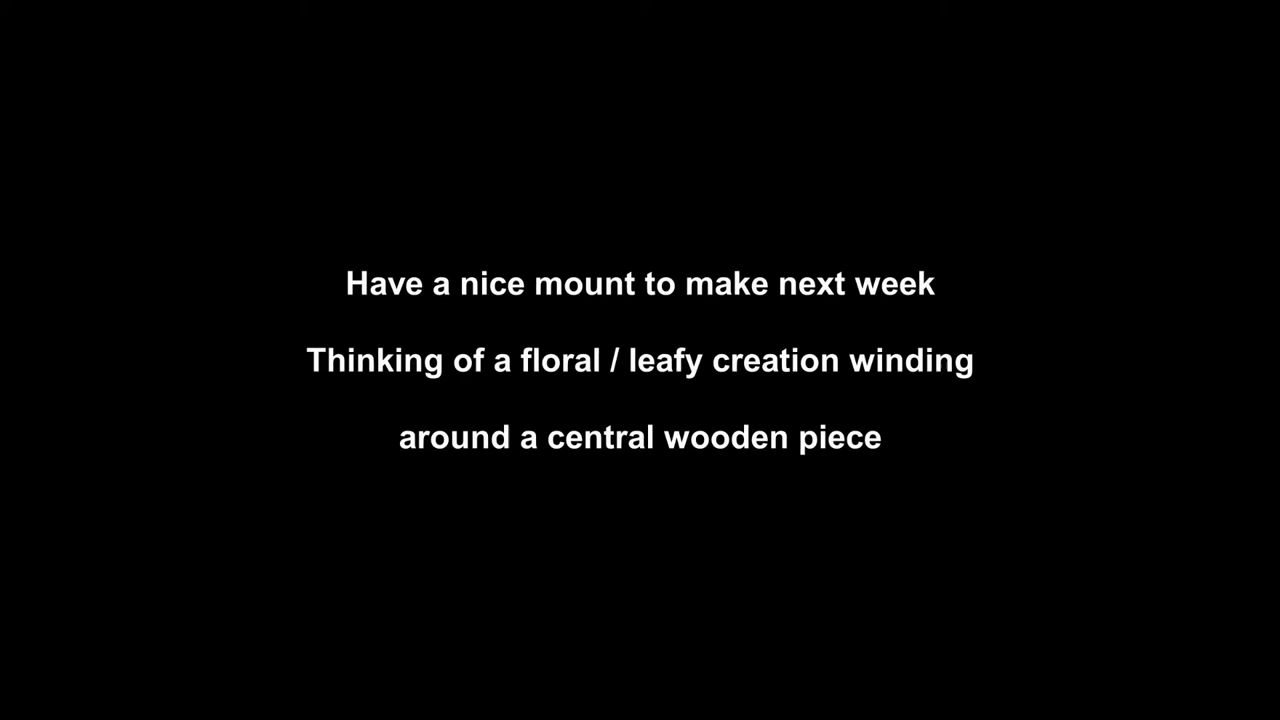 Have a nice mount to make next week
Thinking of a floral / leafy creation winding
around a central wooden piece